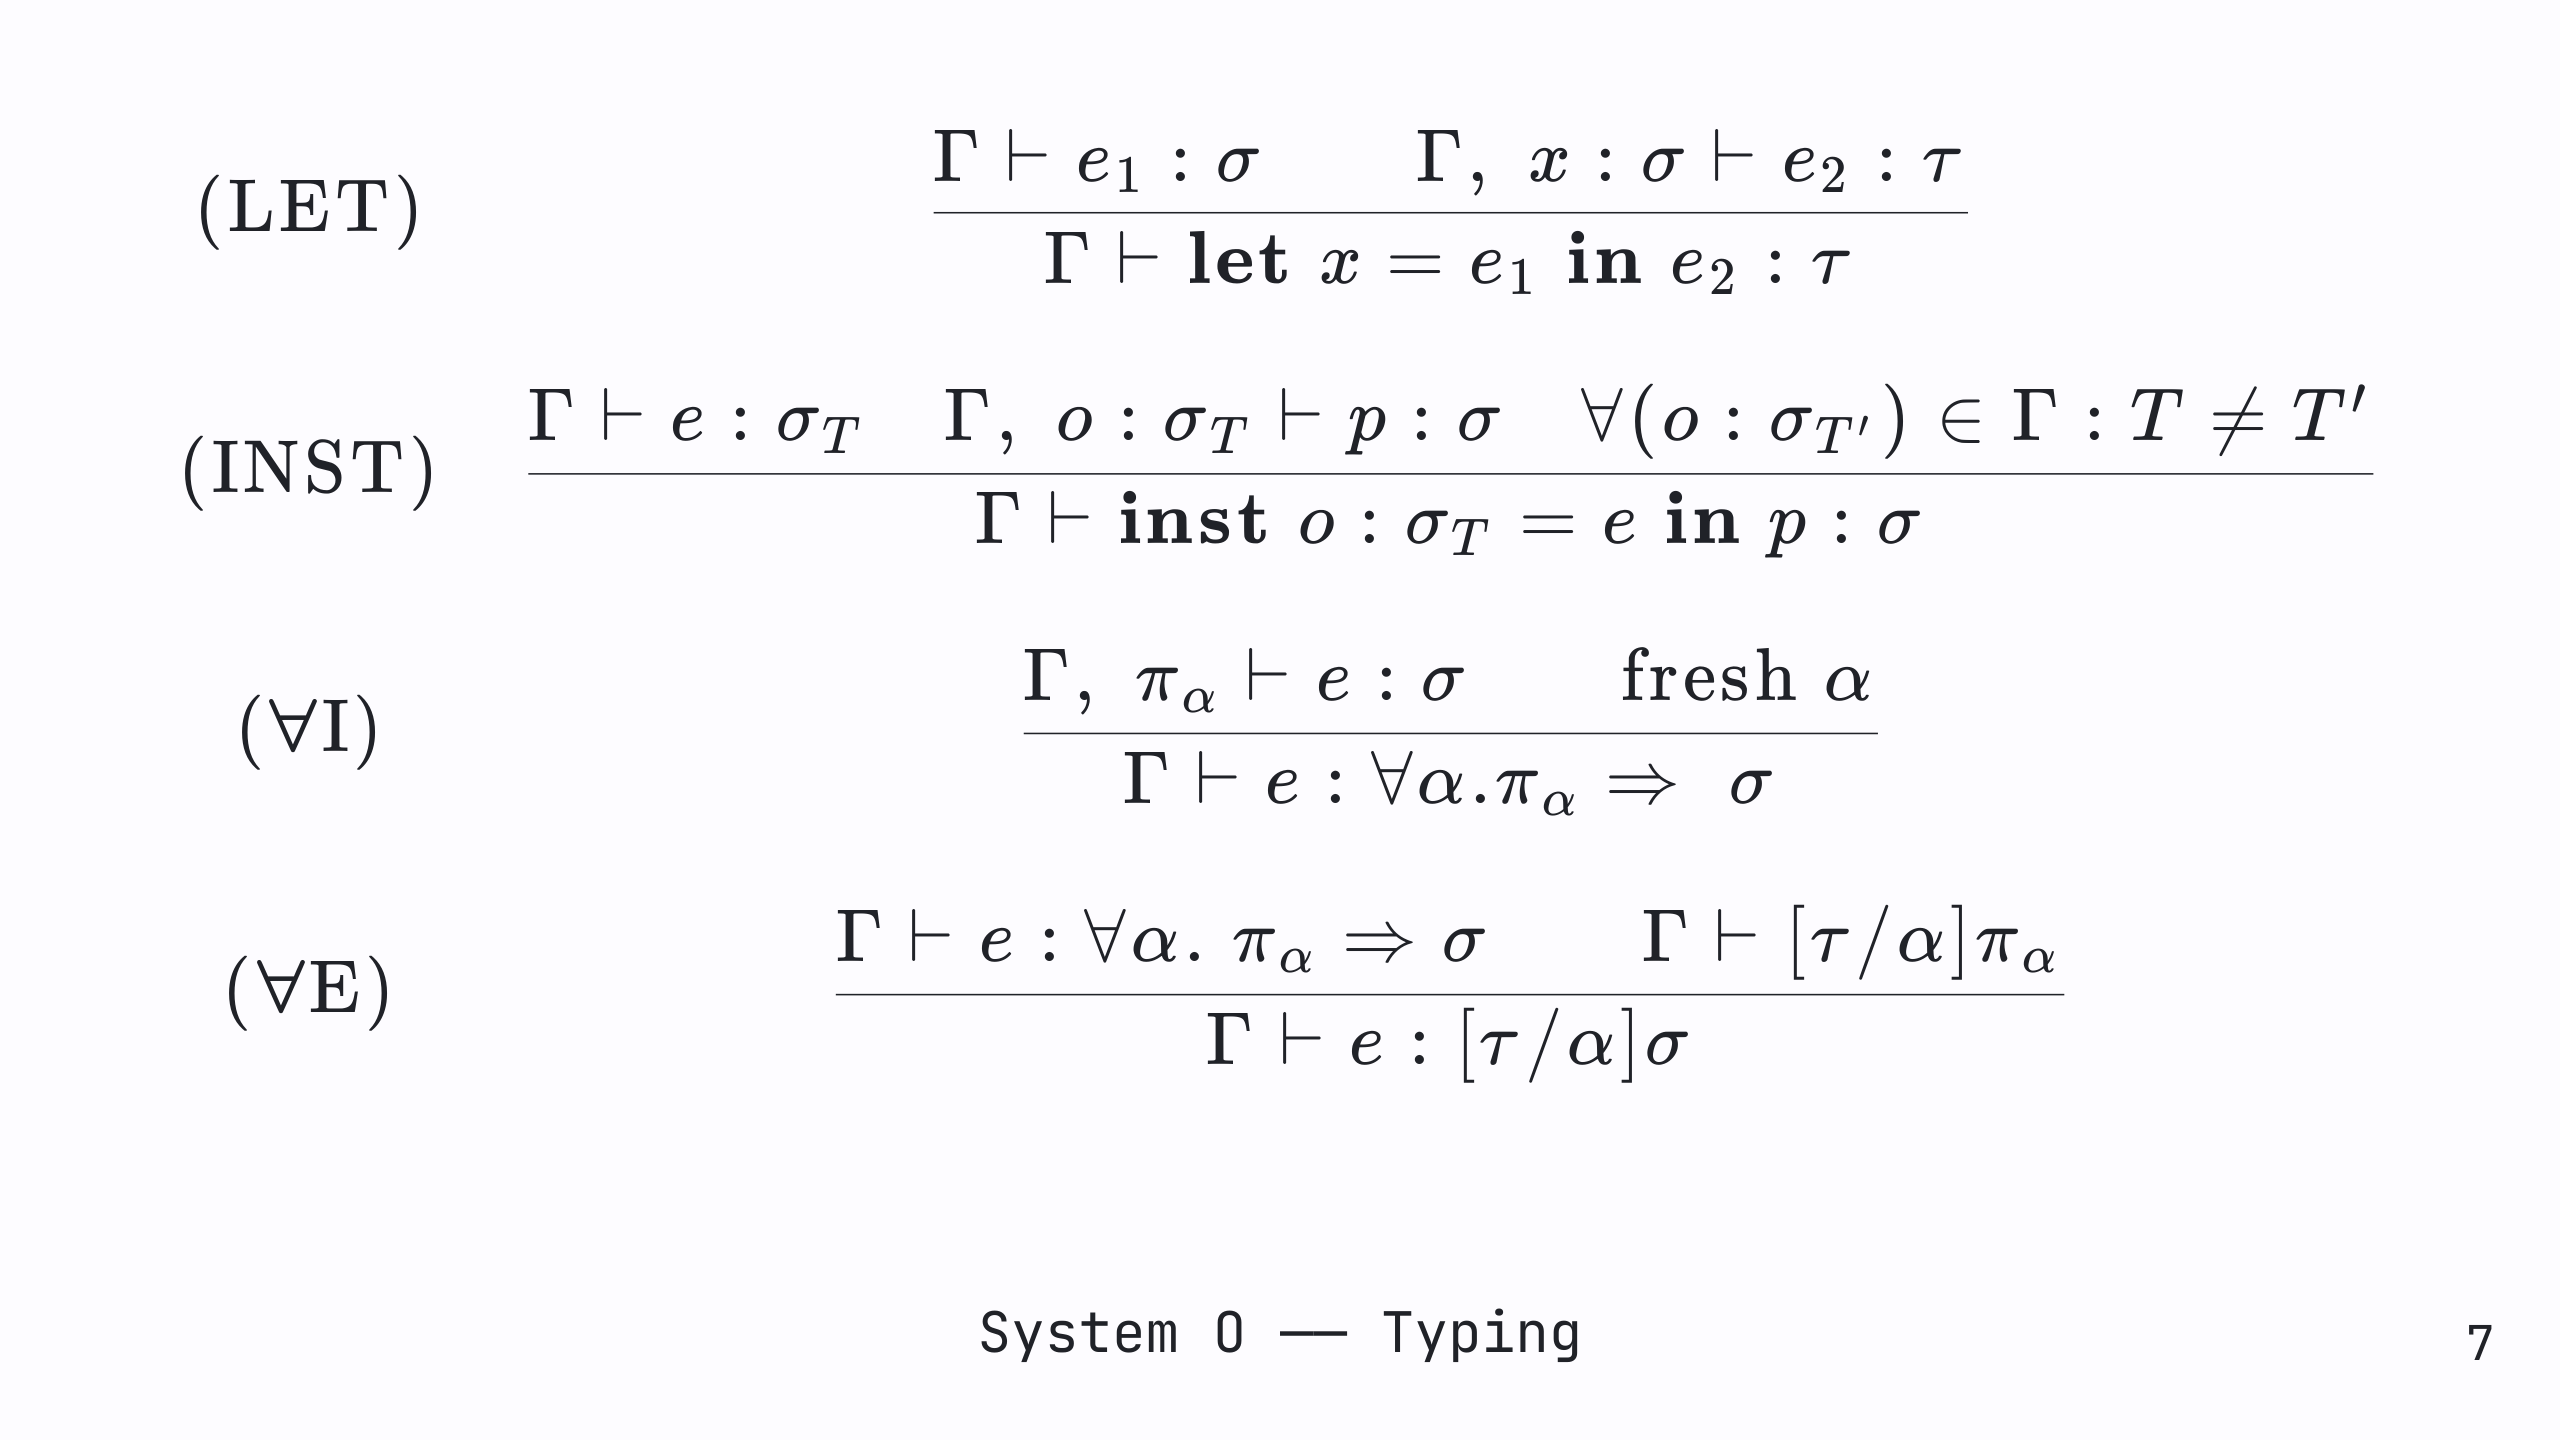 (LET) Γ ⊢ e₁ : σ Γ, x : σ ⊢ e₂ : τ
Γ ⊢ let x = e₁ in e₂ : τ
(INST) Γ ⊢ e : σ_T Γ, o : σ_T ⊢ p : σ ∀(o : σ_T′) ∈ Γ : T ≠ T′
Γ ⊢ inst o : σ_T = e in p : σ
(∀I) Γ, π_α ⊢ e : σ fresh α
Γ ⊢ e : ∀α.π_α ⇒ σ
(∀E) Γ ⊢ e : ∀α. π_α ⇒ σ Γ ⊢ [τ/α]π_α
Γ ⊢ e : [τ/α]σ
System O —— Typing
7